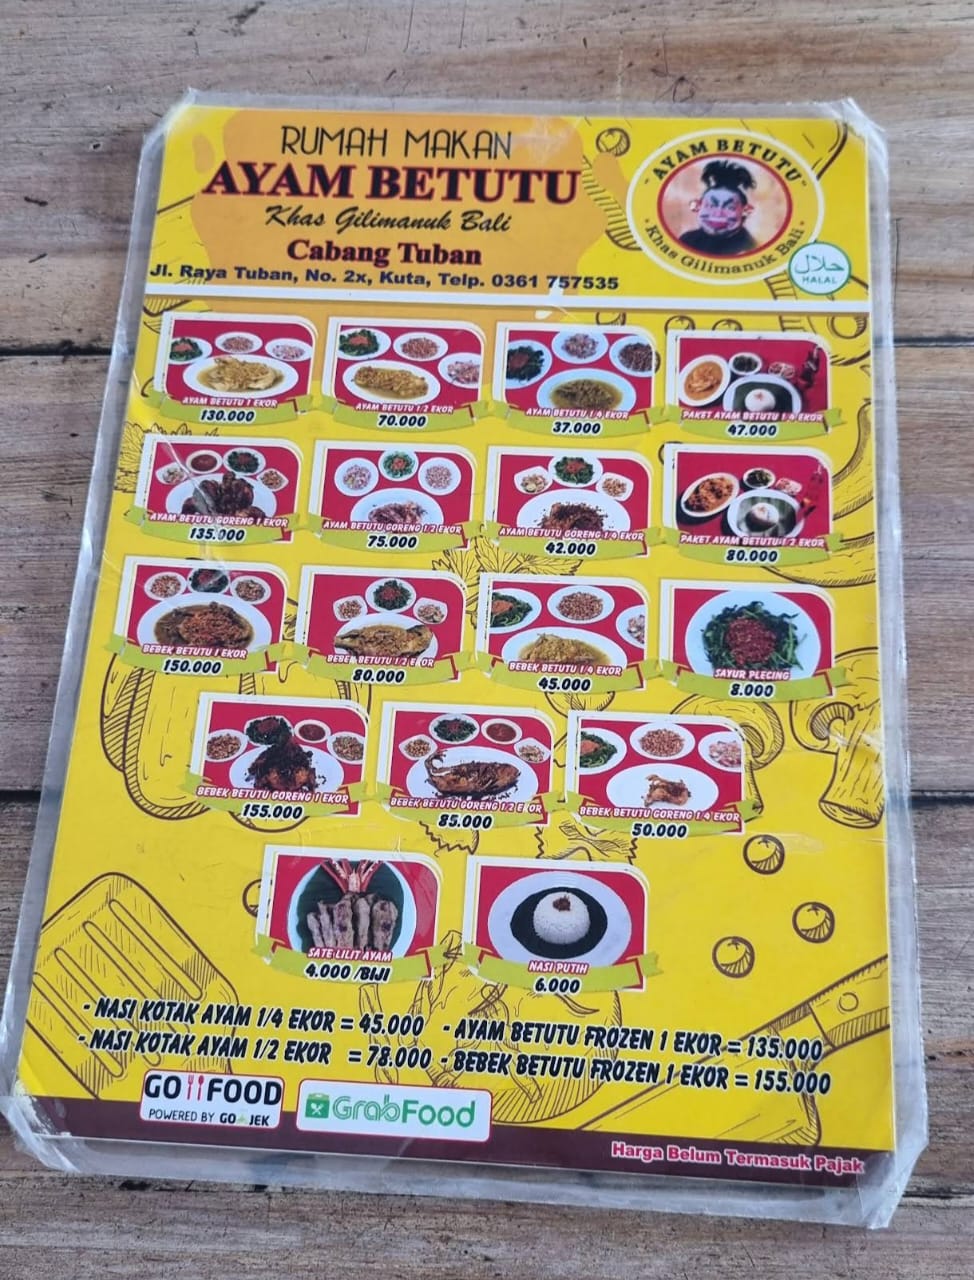 RUMAH MAKAN
AYAM BETUTU
Khas Gilimanuk Bali
Cabang Tuban
Jl. Raya Tuban, No. 2x, Kuta, Telp. 0361 757535
"AYAM BETUTU"
Khas Gilimanuk Bali
حلال
HALAL
AYAM BETUTU 1 EKOR
130.000
AYAM BETUTU 1/2 EKOR
70.000
AYAM BETUTU 1/4 EKOR
37.000
PAKET AYAM BETUTU 1/4 EKOR
47.000
AYAM BETUTU GORENG 1 EKOR
135.000
AYAM BETUTU GORENG 1/2 EKOR
75.000
AYAM BETUTU GORENG 1/4 EKOR
42.000
PAKET AYAM BETUTU 1/2 EKOR
80.000
BEBEK BETUTU 1 EKOR
150.000
BEBEK BETUTU 1/2 EKOR
80.000
BEBEK BETUTU 1/4 EKOR
45.000
SAYUR PLECING
8.000
BEBEK BETUTU GORENG 1 EKOR
155.000
BEBEK BETUTU GORENG 1/2 EKOR
85.000
BEBEK BETUTU GORENG 1/4 EKOR
50.000
SATE LILIT AYAM
4.000 /BIJI
NASI PUTIH
6.000
- NASI KOTAK AYAM 1/4 EKOR = 45.000
- NASI KOTAK AYAM 1/2 EKOR = 78.000
- AYAM BETUTU FROZEN 1 EKOR = 135.000
- BEBEK BETUTU FROZEN 1 EKOR = 155.000
GO FOOD
POWERED BY GO JEK
GrabFood
Harga Belum Termasuk Pajak